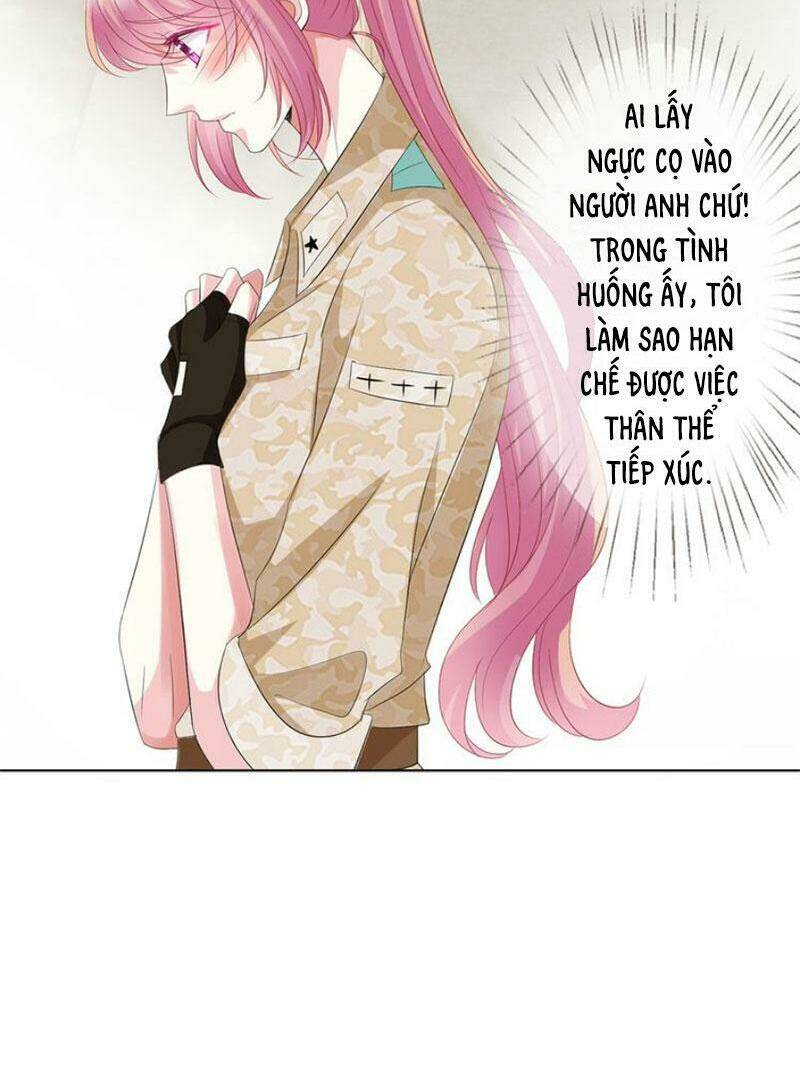 AI LẤY
NGỰC CỌ VÀO
NGƯỜI ANH CHỨ!
TRONG TÌNH
HUỐNG ẤY, TÔI
LÀM SAO HẠN
CHẾ ĐƯỢC VIỆC
THÂN THỂ
TIẾP XÚC.